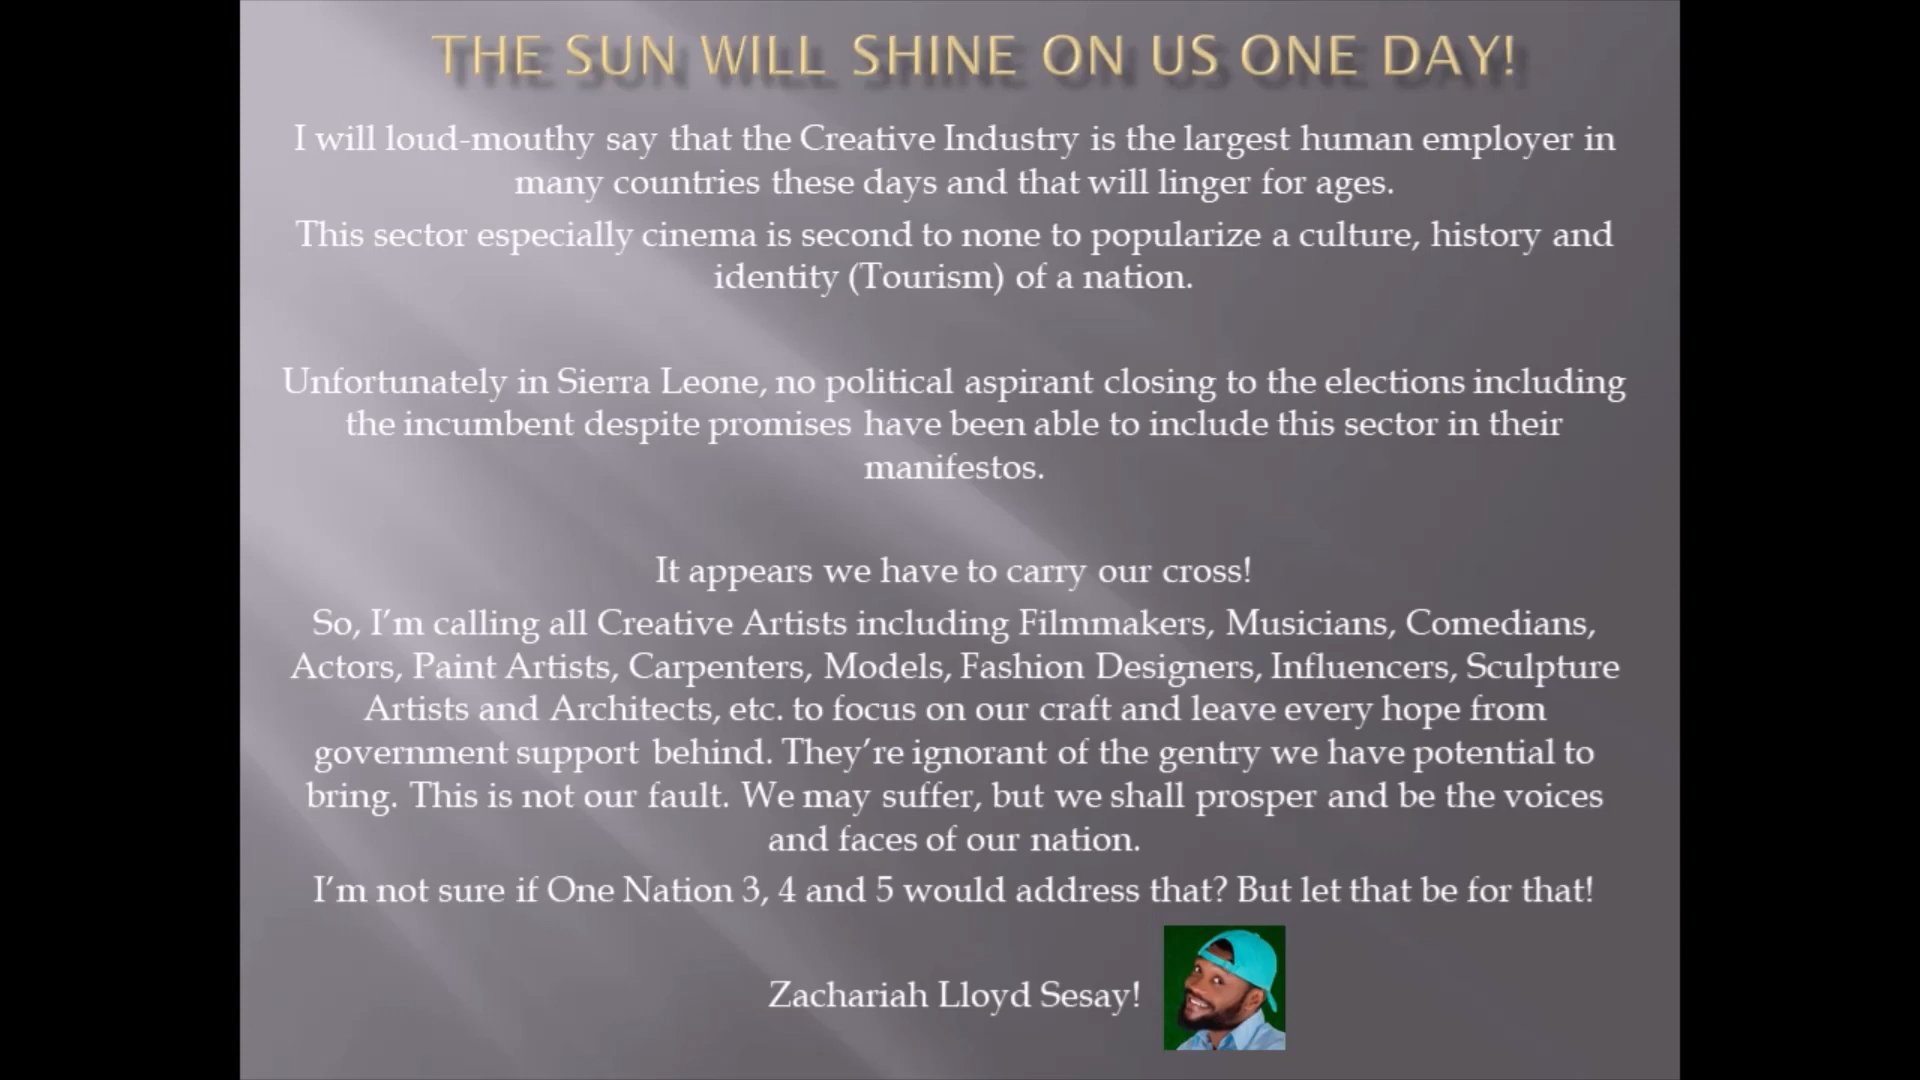 THE SUN WILL SHINE ON US ONE DAY!
I will loud-mouthy say that the Creative Industry is the largest human employer in
many countries these days and that will linger for ages.
This sector especially cinema is second to none to popularize a culture, history and
identity (Tourism) of a nation.
Unfortunately in Sierra Leone, no political aspirant closing to the elections including
the incumbent despite promises have been able to include this sector in their
manifestos.
It appears we have to carry our cross!
So, I’m calling all Creative Artists including Filmmakers, Musicians, Comedians,
Actors, Paint Artists, Carpenters, Models, Fashion Designers, Influencers, Sculpture
Artists and Architects, etc. to focus on our craft and leave every hope from
government support behind. They’re ignorant of the gentry we have potential to
bring. This is not our fault. We may suffer, but we shall prosper and be the voices
and faces of our nation.
I’m not sure if One Nation 3, 4 and 5 would address that? But let that be for that!
Zachariah Lloyd Sesay!